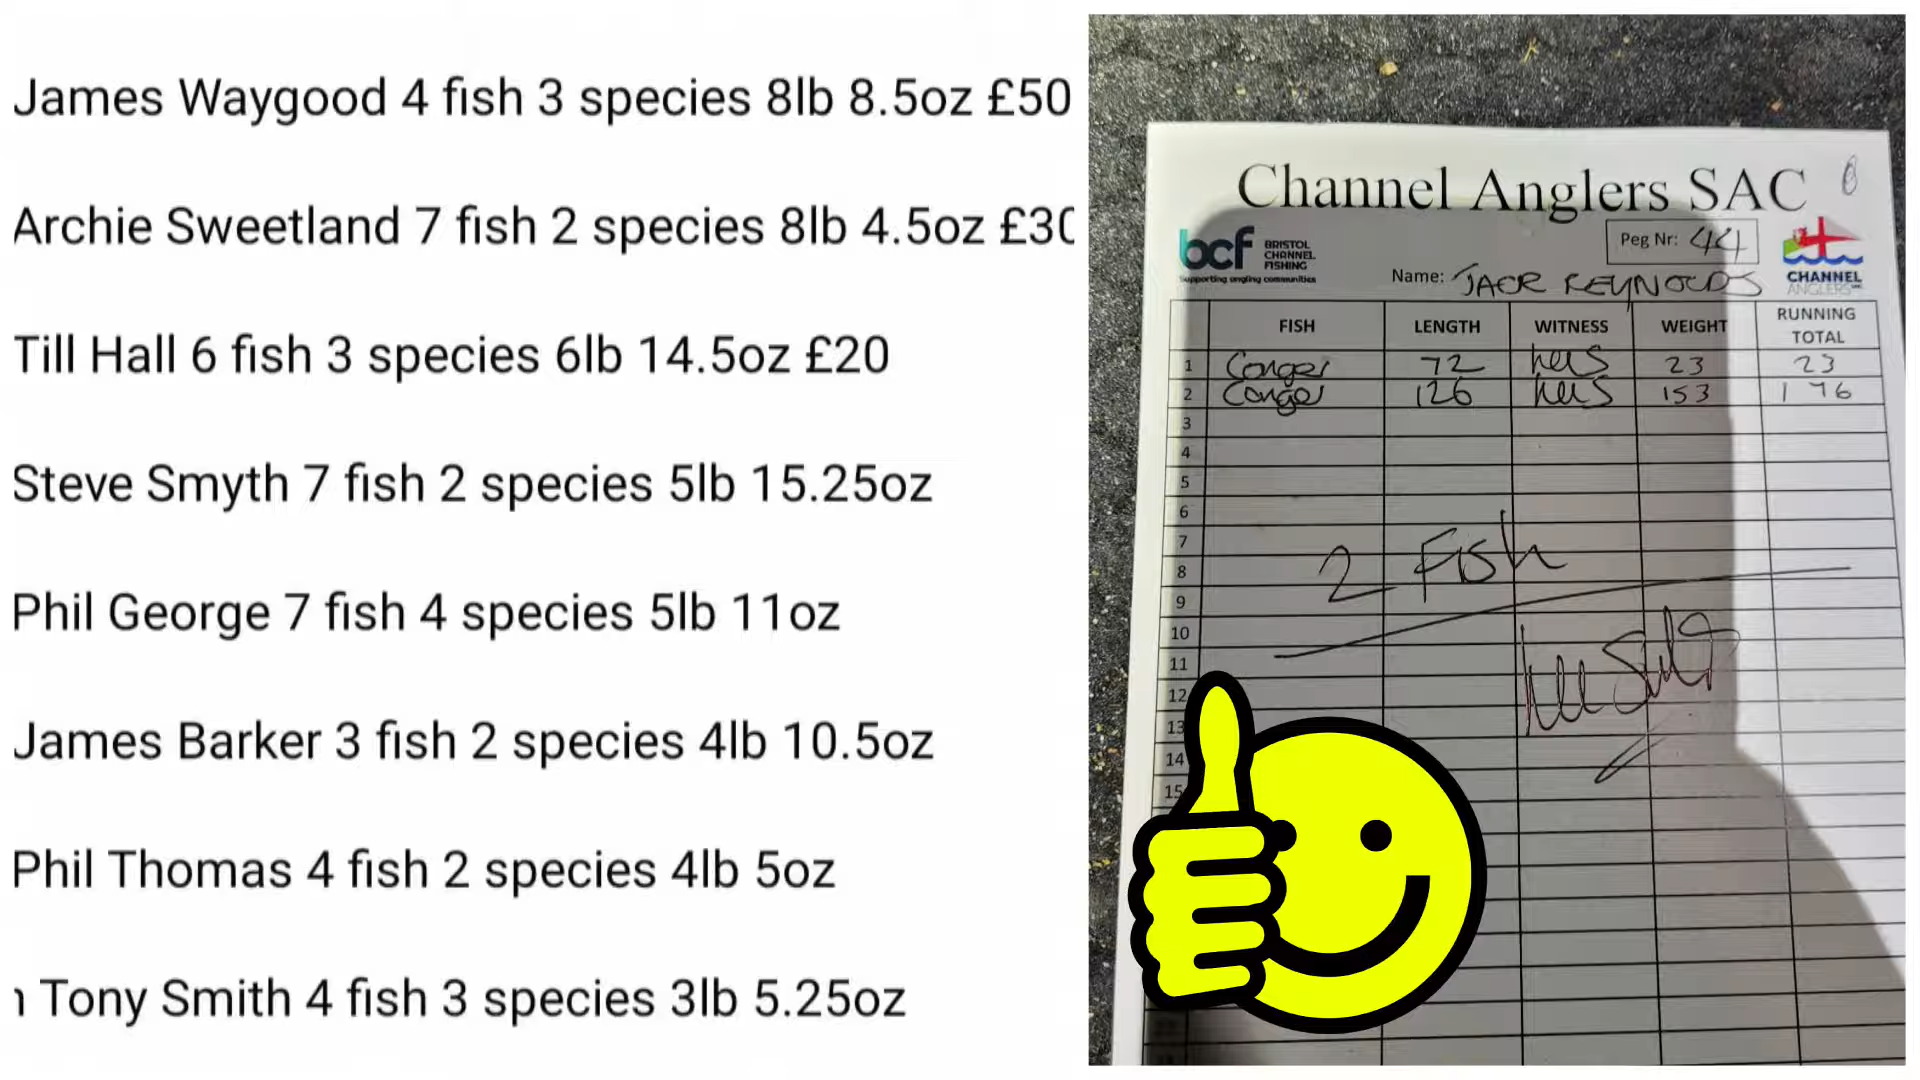 James Waygood 4 fish 3 species 8lb 8.5oz £50
Archie Sweetland 7 fish 2 species 8lb 4.5oz £30
Till Hall 6 fish 3 species 6lb 14.5oz £20
Steve Smyth 7 fish 2 species 5lb 15.25oz
Phil George 7 fish 4 species 5lb 11oz
James Barker 3 fish 2 species 4lb 10.5oz
Phil Thomas 4 fish 2 species 4lb 5oz
Tony Smith 4 fish 3 species 3lb 5.25oz
Channel Anglers SAC
bcf BRISTOL CHANNEL FISHING
Supporting angling communities
Peg Nr: 44
CHANNEL
ANGLERS
Name: JACK REYNOLDS
FISH LENGTH WITNESS WEIGHT RUNNING TOTAL
1 Conger 72 23 23
2 Conger 126 153 176
3
4
5
6
7
8
2 Fish
9
10
11
12
13
14
15